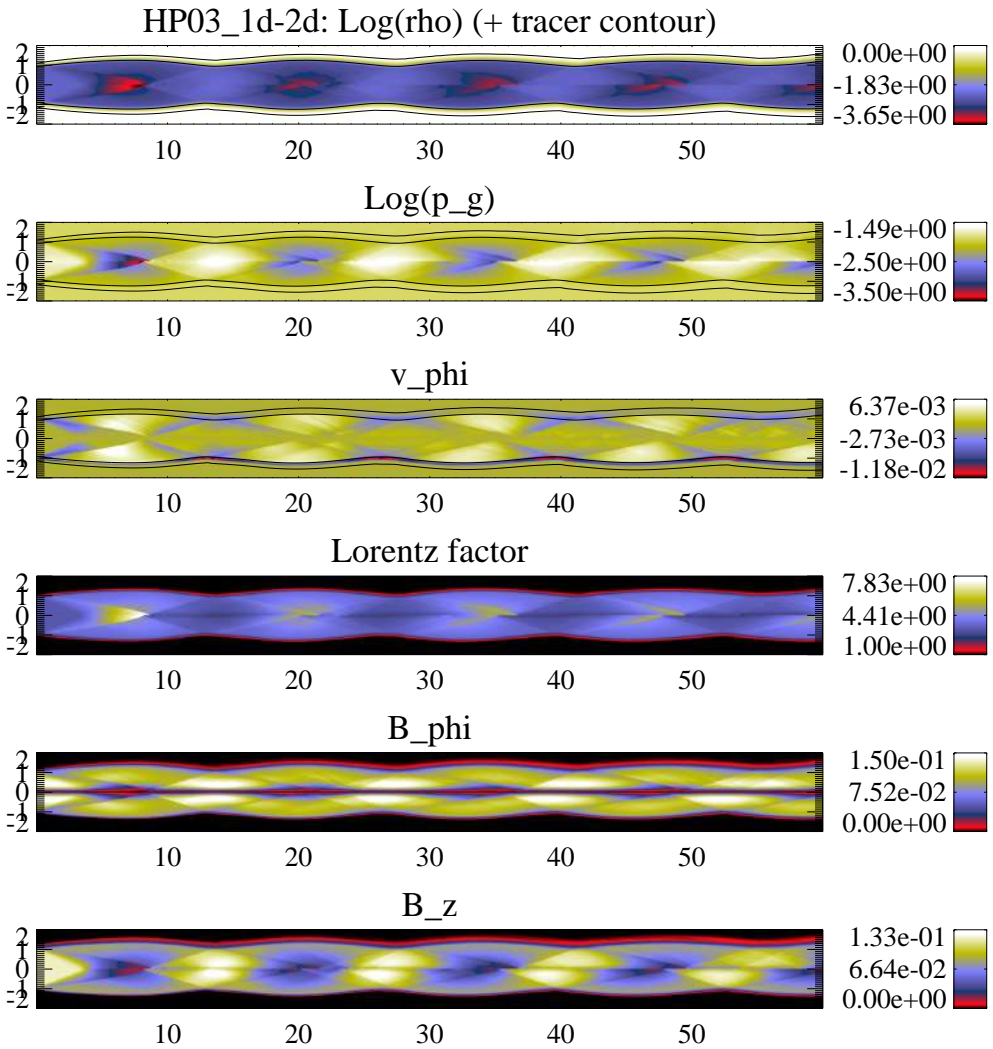 HP03_1d-2d: Log(rho) (+ tracer contour)
2
1
0
-1
-2
10 20 30 40 50
0.00e+00
-1.83e+00
-3.65e+00
Log(p_g)
2
1
0
-1
-2
10 20 30 40 50
-1.49e+00
-2.50e+00
-3.50e+00
v_phi
2
1
0
-1
-2
10 20 30 40 50
6.37e-03
-2.73e-03
-1.18e-02
Lorentz factor
2
1
0
-1
-2
10 20 30 40 50
7.83e+00
4.41e+00
1.00e+00
B_phi
2
1
0
-1
-2
10 20 30 40 50
1.50e-01
7.52e-02
0.00e+00
B_z
2
1
0
-1
-2
10 20 30 40 50
1.33e-01
6.64e-02
0.00e+00